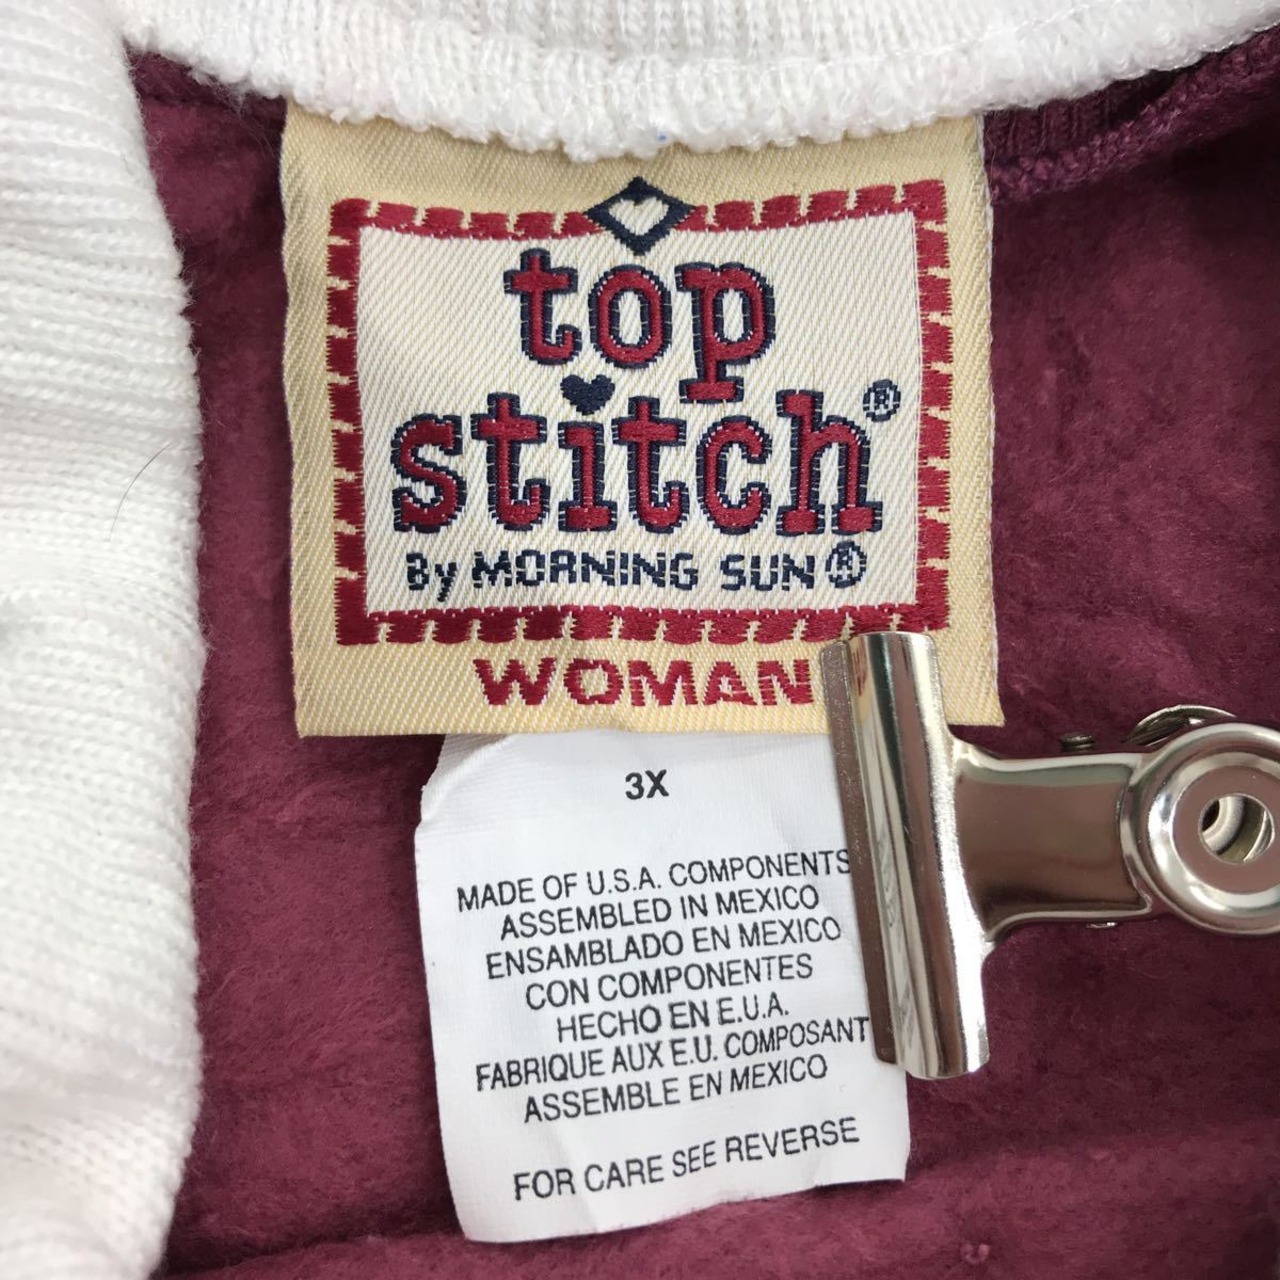 top
stitch®
By MORNING SUN®
WOMAN
3X
MADE OF U.S.A. COMPONENTS
ASSEMBLED IN MEXICO
ENSAMBLADO EN MEXICO
CON COMPONENTES
HECHO EN E.U.A.
FABRIQUE AUX E.U. COMPOSANT
ASSEMBLE EN MEXICO
FOR CARE SEE REVERSE